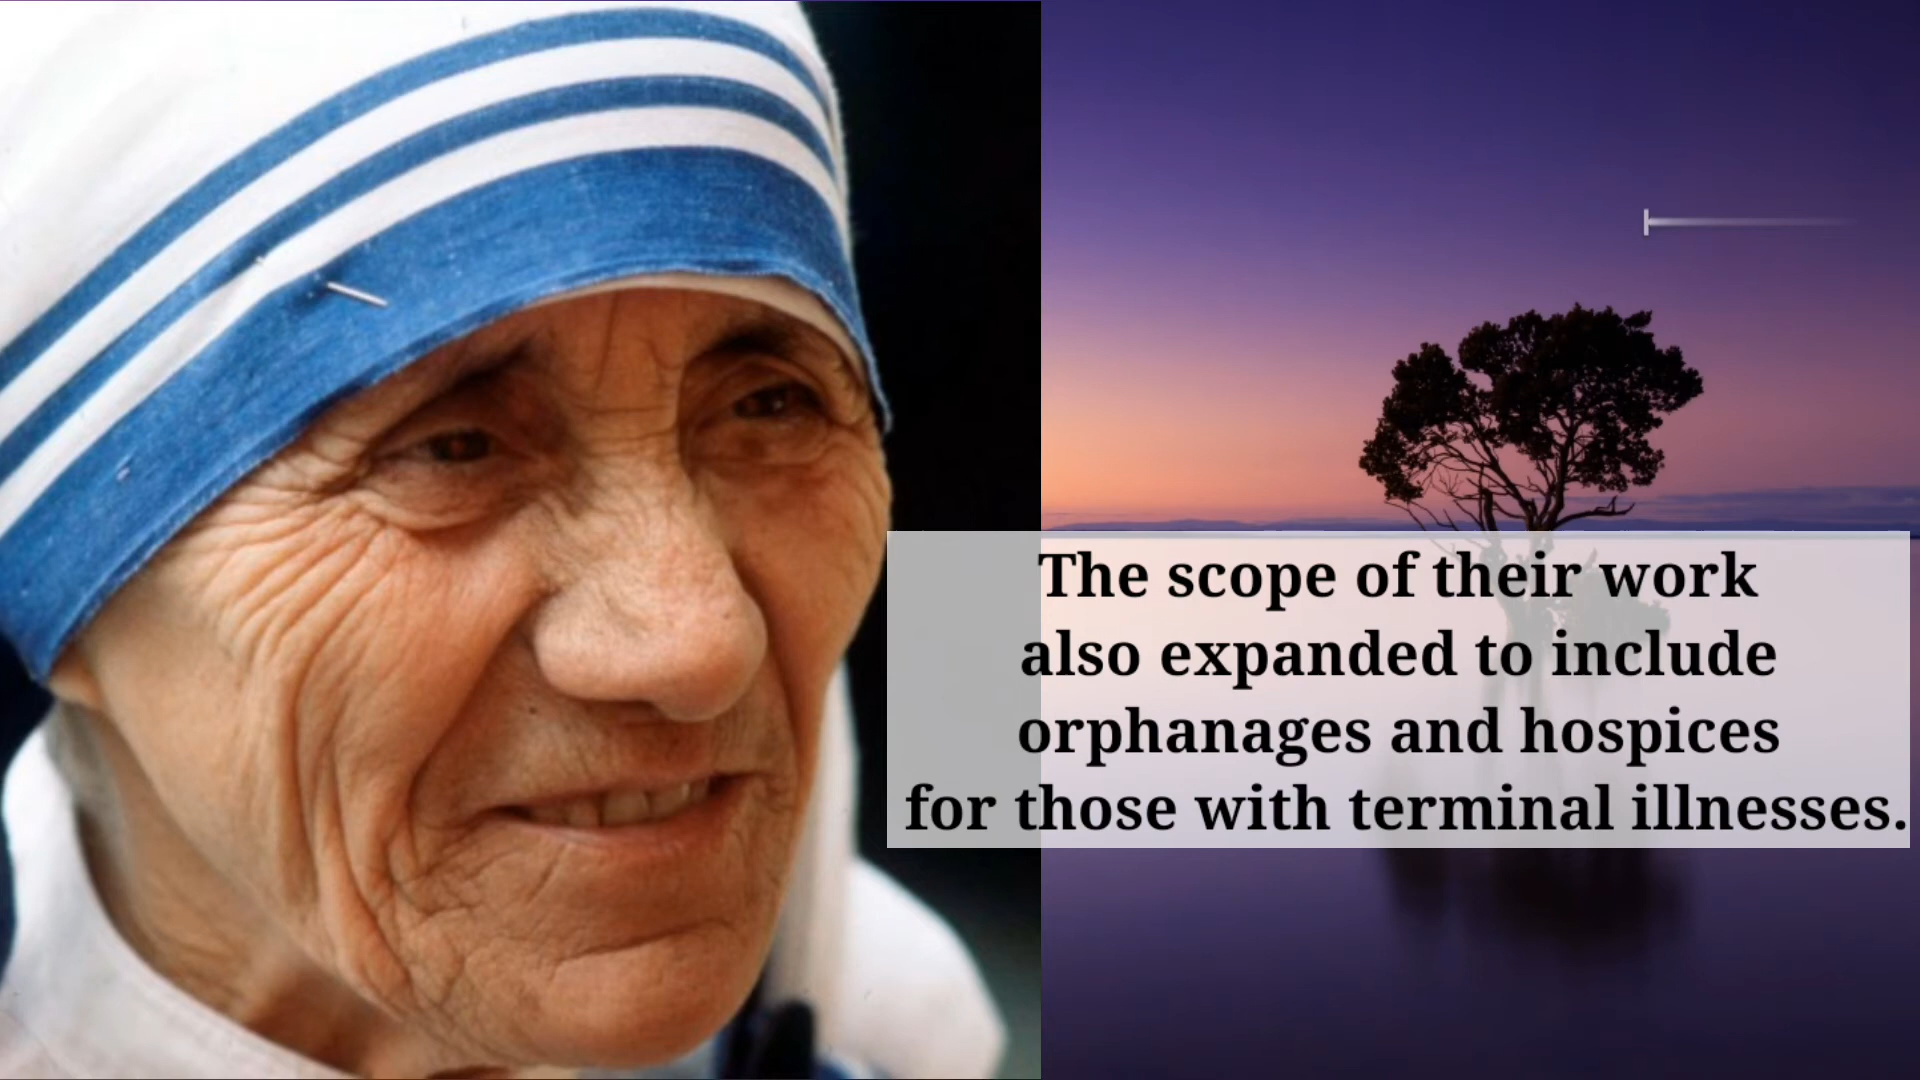 The scope of their work
also expanded to include
orphanages and hospices
for those with terminal illnesses.